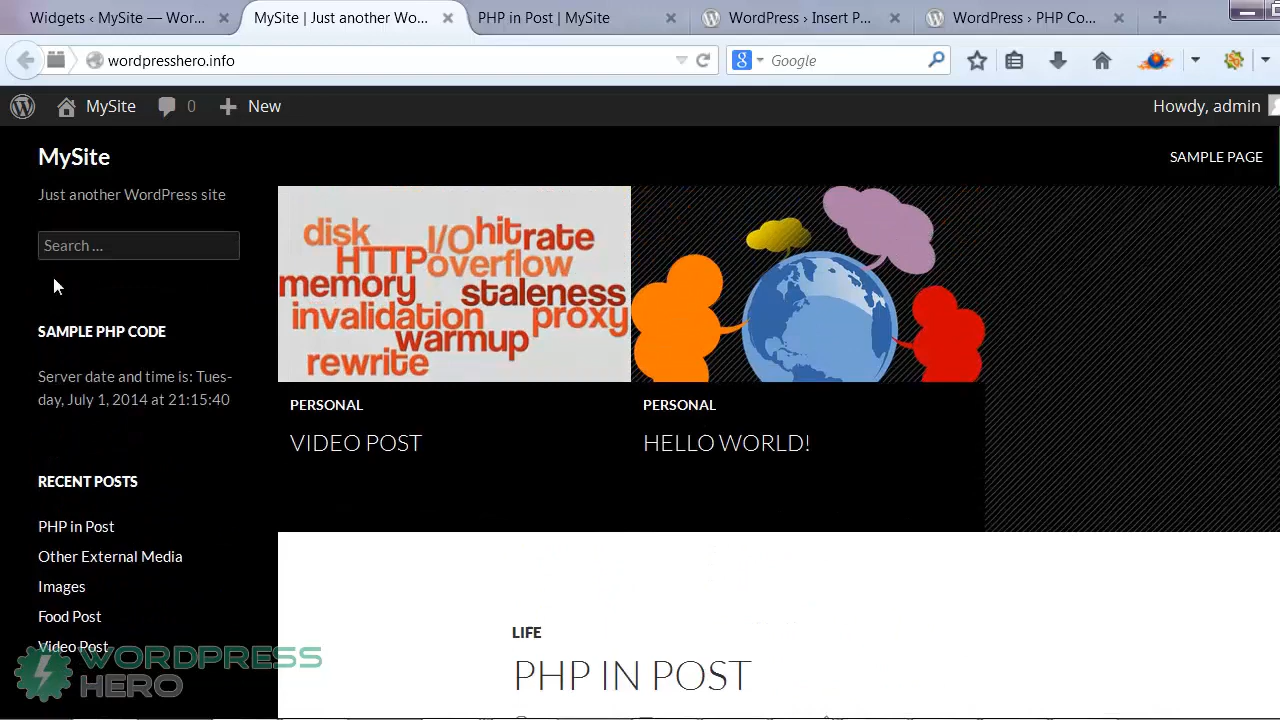 Widgets ‹ MySite — Wor...
MySite | Just another Wo...
PHP in Post | MySite
WordPress › Insert P...
WordPress › PHP Co...
wordpresshero.info
Google
MySite
0
New
Howdy, admin
MySite
SAMPLE PAGE
Just another WordPress site
Search ...
SAMPLE PHP CODE
Server date and time is: Tues-
day, July 1, 2014 at 21:15:40
RECENT POSTS
PHP in Post
Other External Media
Images
Food Post
Video Post
disk
I/O
hit
rate
HTTP
overflow
memory
staleness
invalidation
proxy
warmup
rewrite
PERSONAL
VIDEO POST
PERSONAL
HELLO WORLD!
LIFE
PHP IN POST
WORDPRESS
HERO